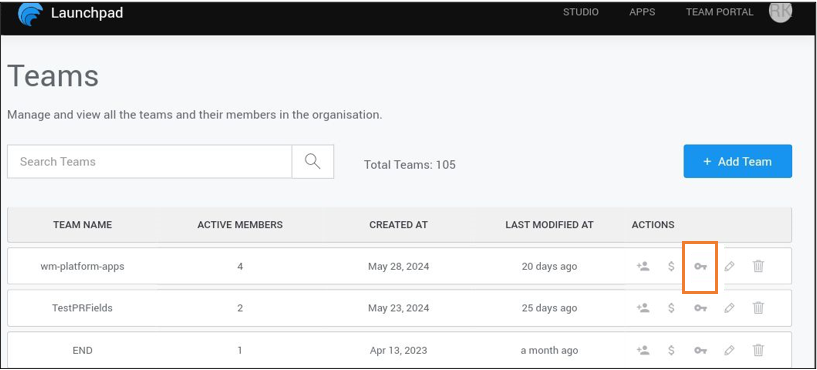 Launchpad
STUDIO APPS TEAM PORTAL RK
Teams
Manage and view all the teams and their members in the organisation.
Search Teams
Total Teams: 105
+ Add Team
TEAM NAME ACTIVE MEMBERS CREATED AT LAST MODIFIED AT ACTIONS
wm-platform-apps 4 May 28, 2024 20 days ago $
TestPRFields 2 May 23, 2024 25 days ago $
END 1 Apr 13, 2023 a month ago $